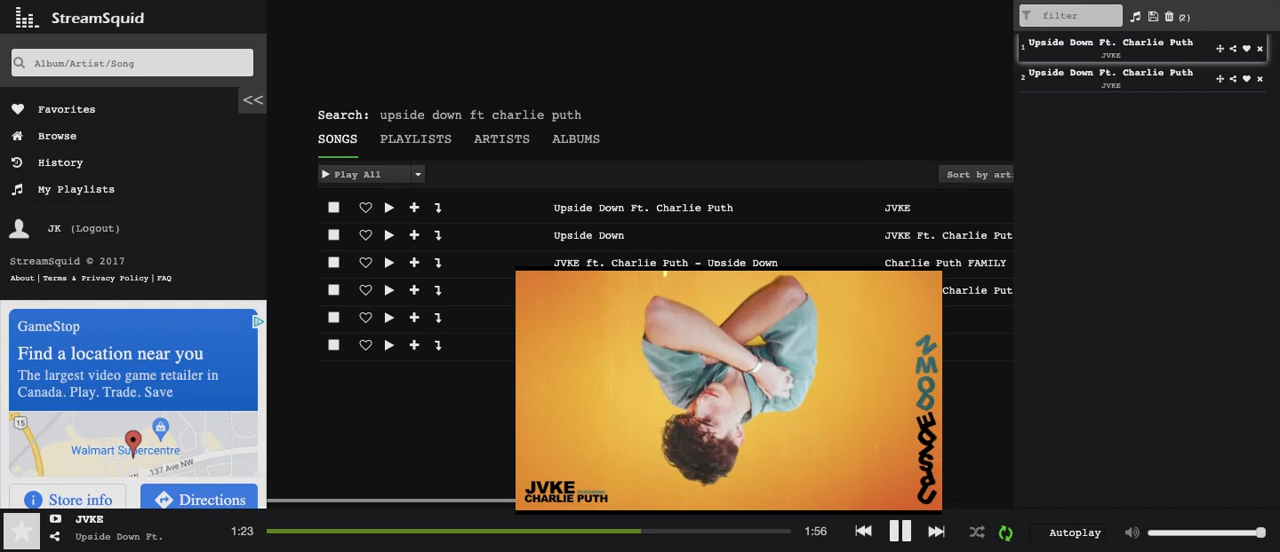 StreamSquid
Album/Artist/Song
<<
Favorites
Browse
History
My Playlists
JK (Logout)
StreamSquid © 2017
About | Terms & Privacy Policy | FAQ
GameStop
Find a location near you
The largest video game retailer in
Canada. Play. Trade. Save
15
Walmart Supercentre
137 Ave NW
Store info
Directions
Search: upside down ft charlie puth
SONGS PLAYLISTS ARTISTS ALBUMS
Play All
Sort by art
Upside Down Ft. Charlie Puth JVKE
Upside Down JVKE Ft. Charlie Put
JVKE ft. Charlie Puth - Upside Down Charlie Puth FAMILY
Charlie Put
UPSIDE DOWN
JVKE FEATURING
CHARLIE PUTH
filter
(2)
1 Upside Down Ft. Charlie Puth
JVKE
2 Upside Down Ft. Charlie Puth
JVKE
JVKE
Upside Down Ft.
1:23
1:56
Autoplay